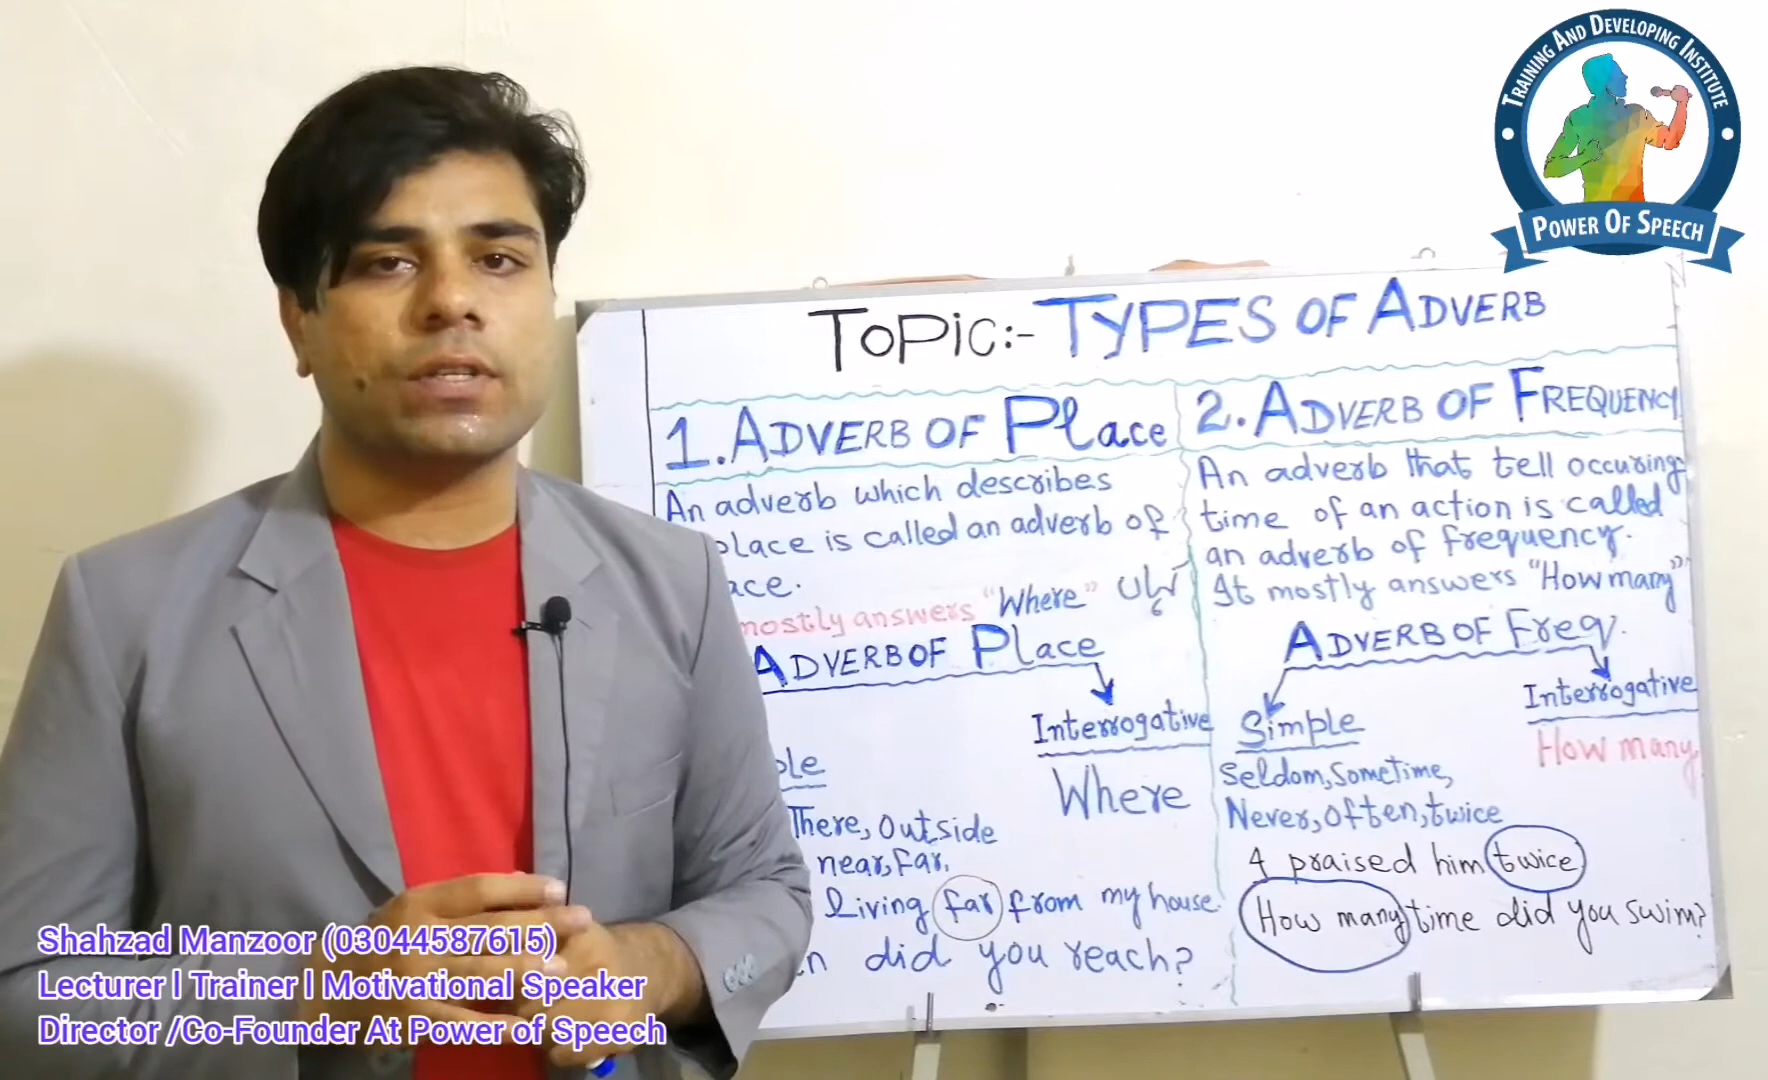 TRAINING AND DEVELOPING INSTITUTE
POWER OF SPEECH
TOPIC:- TYPES OF ADVERB
1. ADVERB OF Place
An adverb which describes
place is called an adverb of
mostly answers "Where" کہاں
ADVERB OF Place
Interrogative
Where
There, outside
near, far,
living far from my house
did you reach?
2. ADVERB OF FREQUENCY
An adverb that tell occuring
time of an action is called
an adverb of frequency.
It mostly answers "How many"
ADVERB OF Freq.
Simple
Interrogative
How many
Seldom, Sometime,
Never, often, twice
I praised him twice
How many time did you swim?
Shahzad Manzoor (03044587615)
Lecturer l Trainer l Motivational Speaker
Director /Co-Founder At Power of Speech